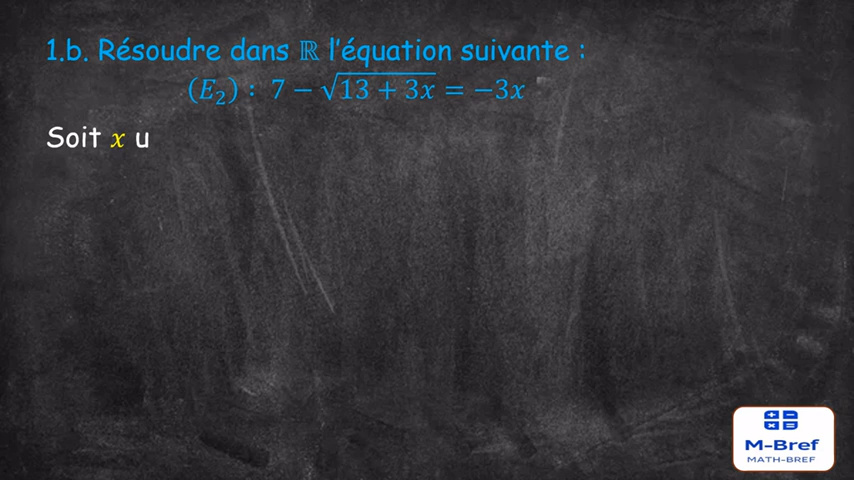 1.b. Résoudre dans ℝ l'équation suivante :
(E₂) : 7 − √(13 + 3x) = −3x
Soit x u
M-Bref
MATH-BREF